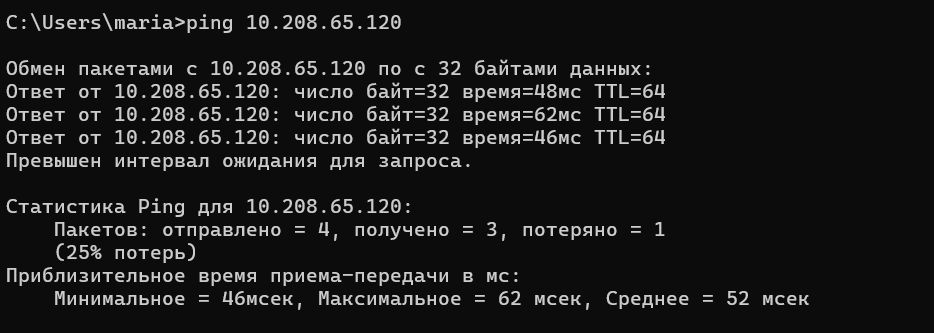 C:\Users\maria>ping 10.208.65.120
Обмен пакетами с 10.208.65.120 по с 32 байтами данных:
Ответ от 10.208.65.120: число байт=32 время=48мс TTL=64
Ответ от 10.208.65.120: число байт=32 время=62мс TTL=64
Ответ от 10.208.65.120: число байт=32 время=46мс TTL=64
Превышен интервал ожидания для запроса.
Статистика Ping для 10.208.65.120:
Пакетов: отправлено = 4, получено = 3, потеряно = 1
(25% потерь)
Приблизительное время приема-передачи в мс:
Минимальное = 46мсек, Максимальное = 62 мсек, Среднее = 52 мсек